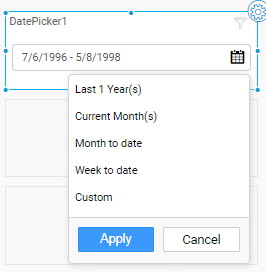 DatePicker1
7/6/1996 - 5/8/1998
Last 1 Year(s)
Current Month(s)
Month to date
Week to date
Custom
Apply Cancel